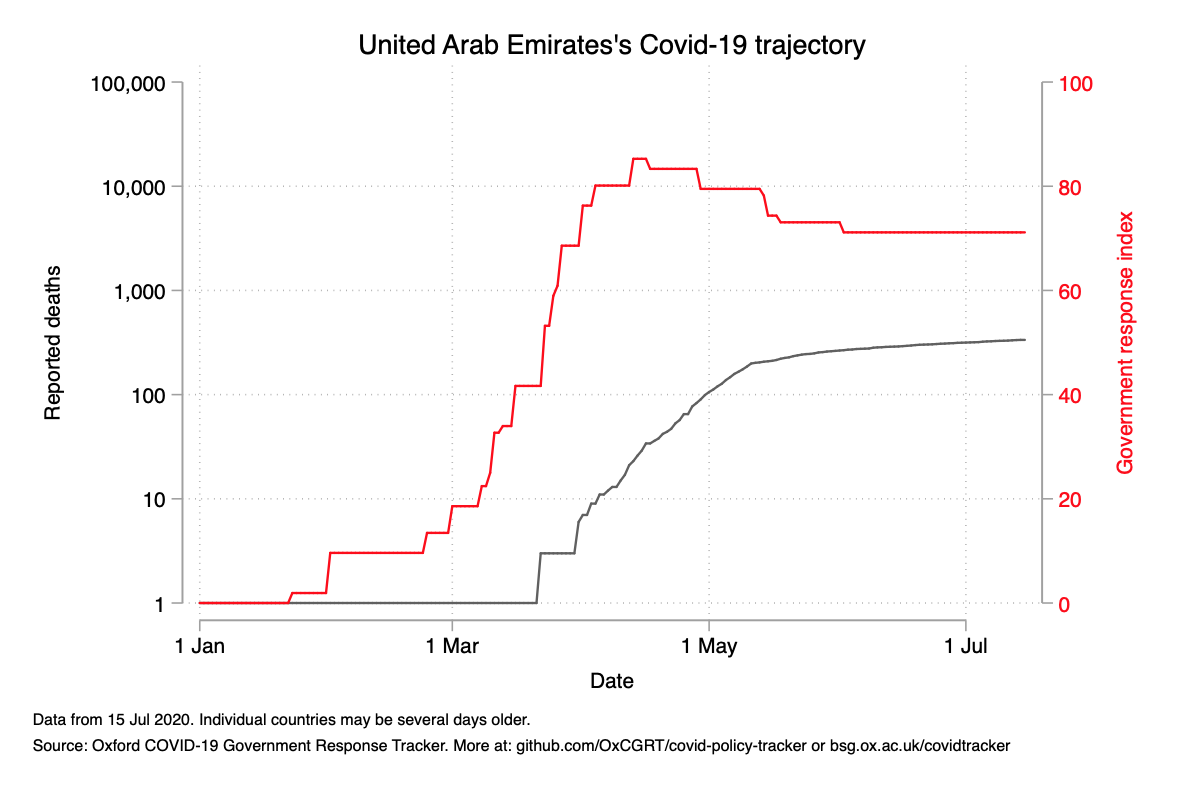 United Arab Emirates's Covid-19 trajectory
100,000
10,000
1,000
100
10
1
Reported deaths
100
80
60
40
20
0
Government response index
1 Jan
1 Mar
1 May
1 Jul
Date
Data from 15 Jul 2020. Individual countries may be several days older.
Source: Oxford COVID-19 Government Response Tracker. More at: github.com/OxCGRT/covid-policy-tracker or bsg.ox.ac.uk/covidtracker